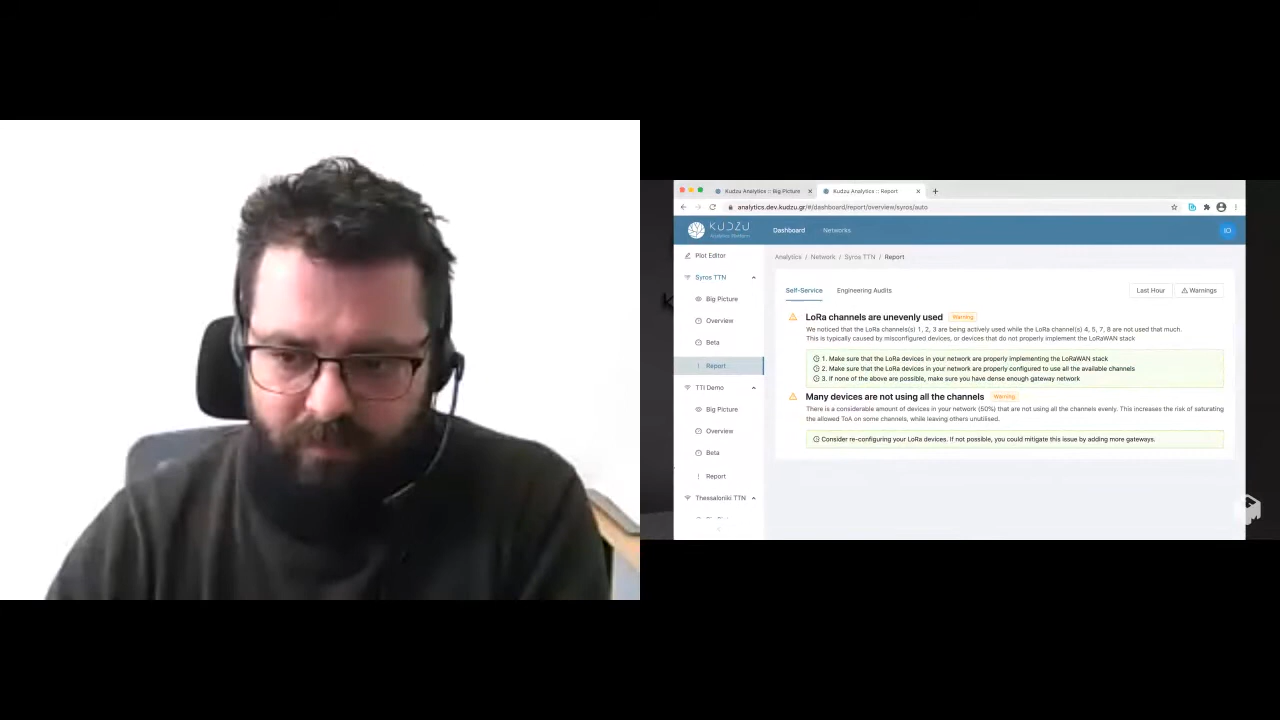 Kudzu Analytics :: Big Picture
Kudzu Analytics :: Report
analytics.dev.kudzu.gr/#/dashboard/report/overview/syros/auto
KUDZU
Analytics Platform
Dashboard
Networks
IO
Plot Editor
Analytics / Network / Syros TTN / Report
Syros TTN
Big Picture
Overview
Beta
Report
TTI Demo
Big Picture
Overview
Beta
Report
Thessaloniki TTN
Self-Service
Engineering Audits
Last Hour
Warnings
LoRa channels are unevenly used
Warning
We noticed that the LoRa channels(s) 1, 2, 3 are being actively used while the LoRa channel(s) 4, 5, 7, 8 are not used that much.
This is typically caused by misconfigured devices, or devices that do not properly implement the LoRaWAN stack
1. Make sure that the LoRa devices in your network are properly implementing the LoRaWAN stack
2. Make sure that the LoRa devices in your network are properly configured to use all the available channels
3. If none of the above are possible, make sure you have dense enough gateway network
Many devices are not using all the channels
Warning
There is a considerable amount of devices in your network (50%) that are not using all the channels evenly. This increases the risk of saturating
the allowed ToA on some channels, while leaving others unutilised.
Consider re-configuring your LoRa devices. If not possible, you could mitigate this issue by adding more gateways.